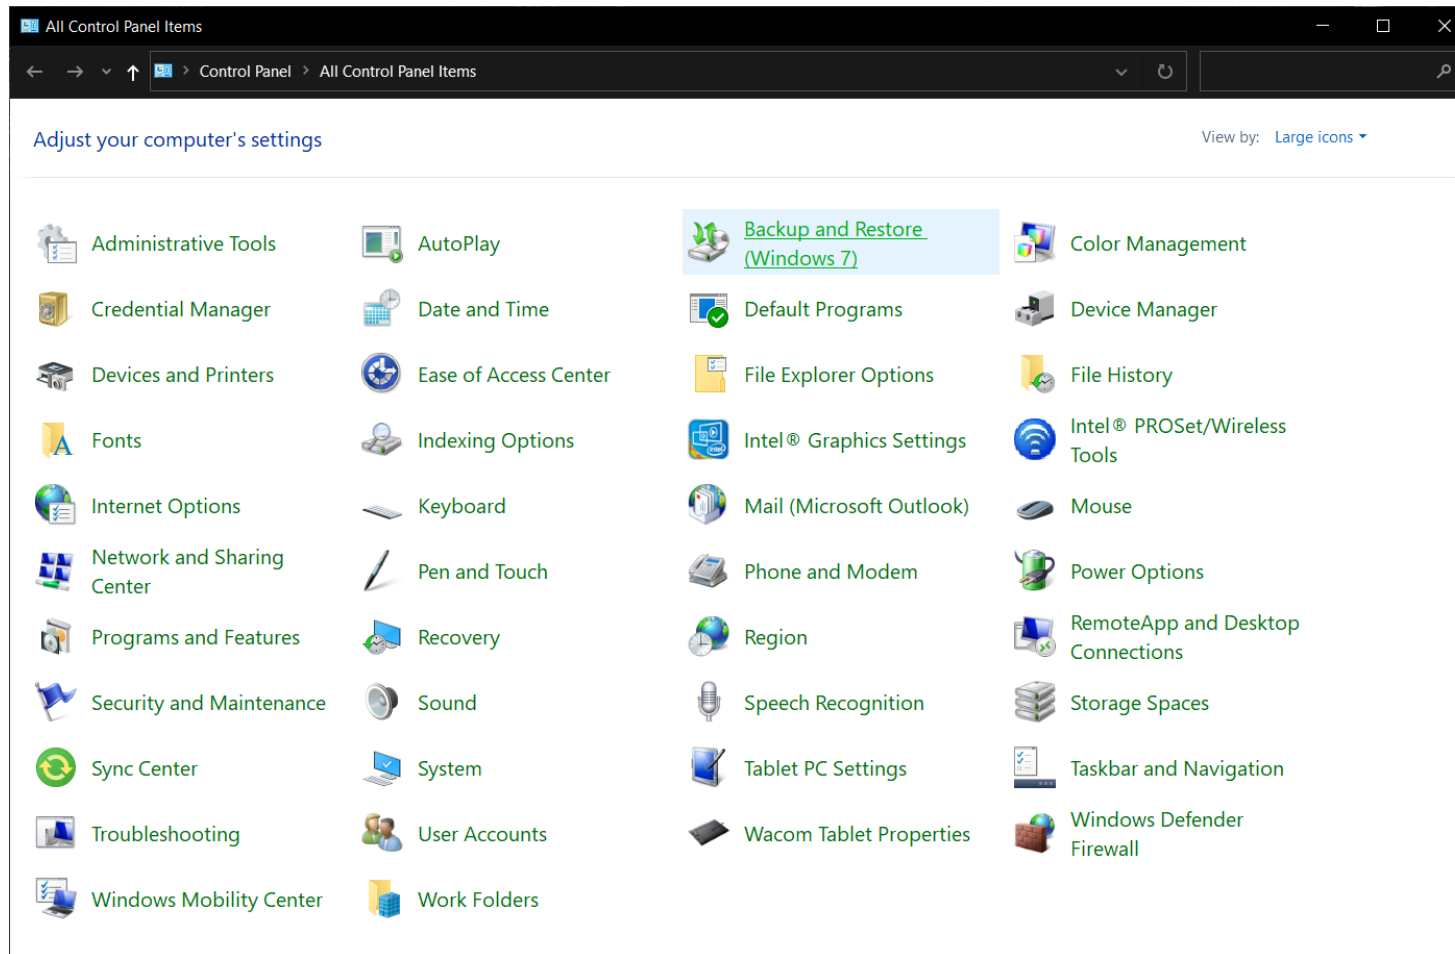 All Control Panel Items
Control Panel > All Control Panel Items
Adjust your computer's settings
View by: Large icons
Administrative Tools
AutoPlay
Backup and Restore
(Windows 7)
Color Management
Credential Manager
Date and Time
Default Programs
Device Manager
Devices and Printers
Ease of Access Center
File Explorer Options
File History
Fonts
Indexing Options
Intel® Graphics Settings
Intel® PROSet/Wireless
Tools
Internet Options
Keyboard
Mail (Microsoft Outlook)
Mouse
Network and Sharing
Center
Pen and Touch
Phone and Modem
Power Options
Programs and Features
Recovery
Region
RemoteApp and Desktop
Connections
Security and Maintenance
Sound
Speech Recognition
Storage Spaces
Sync Center
System
Tablet PC Settings
Taskbar and Navigation
Troubleshooting
User Accounts
Wacom Tablet Properties
Windows Defender
Firewall
Windows Mobility Center
Work Folders